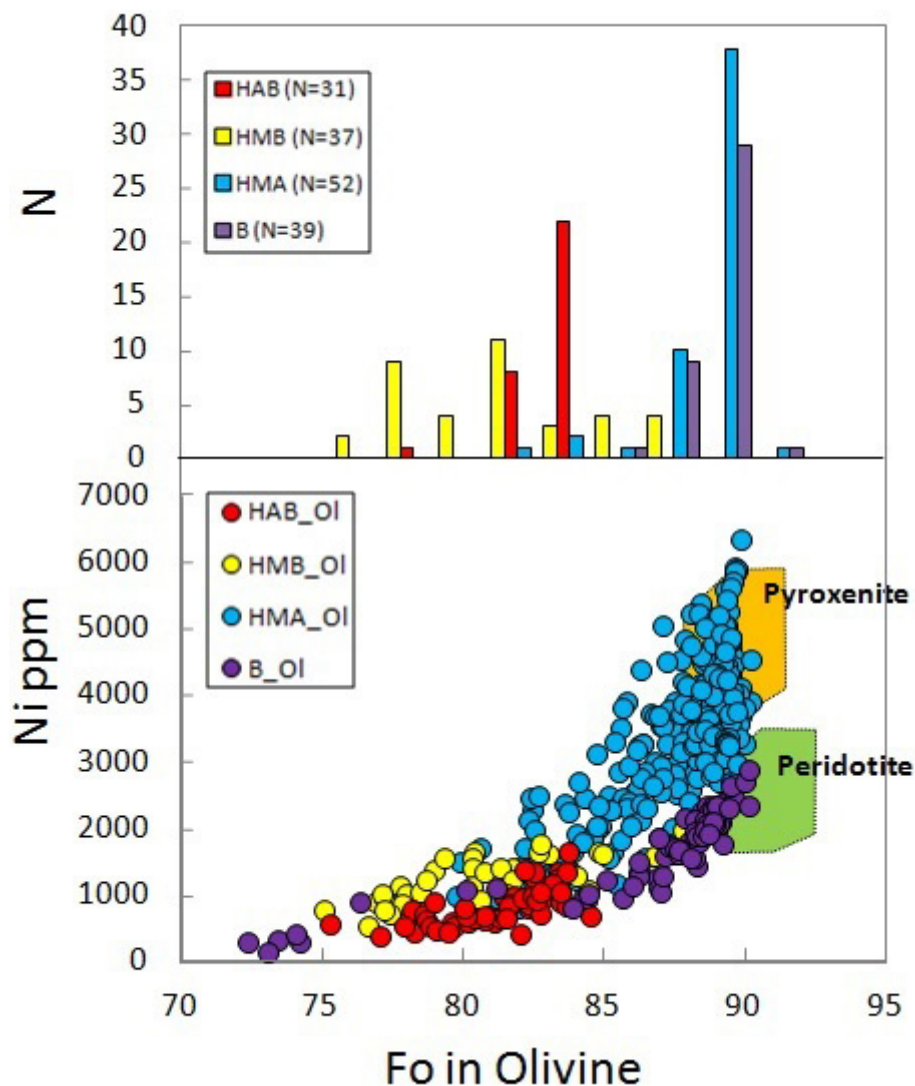 40
35
30
25
20
15
10
5
0
N
HAB (N=31)
HMB (N=37)
HMA (N=52)
B (N=39)
7000
6000
5000
4000
3000
2000
1000
0
Ni ppm
HAB_Ol
HMB_Ol
HMA_Ol
B_Ol
Pyroxenite
Peridotite
70 75 80 85 90 95
Fo in Olivine